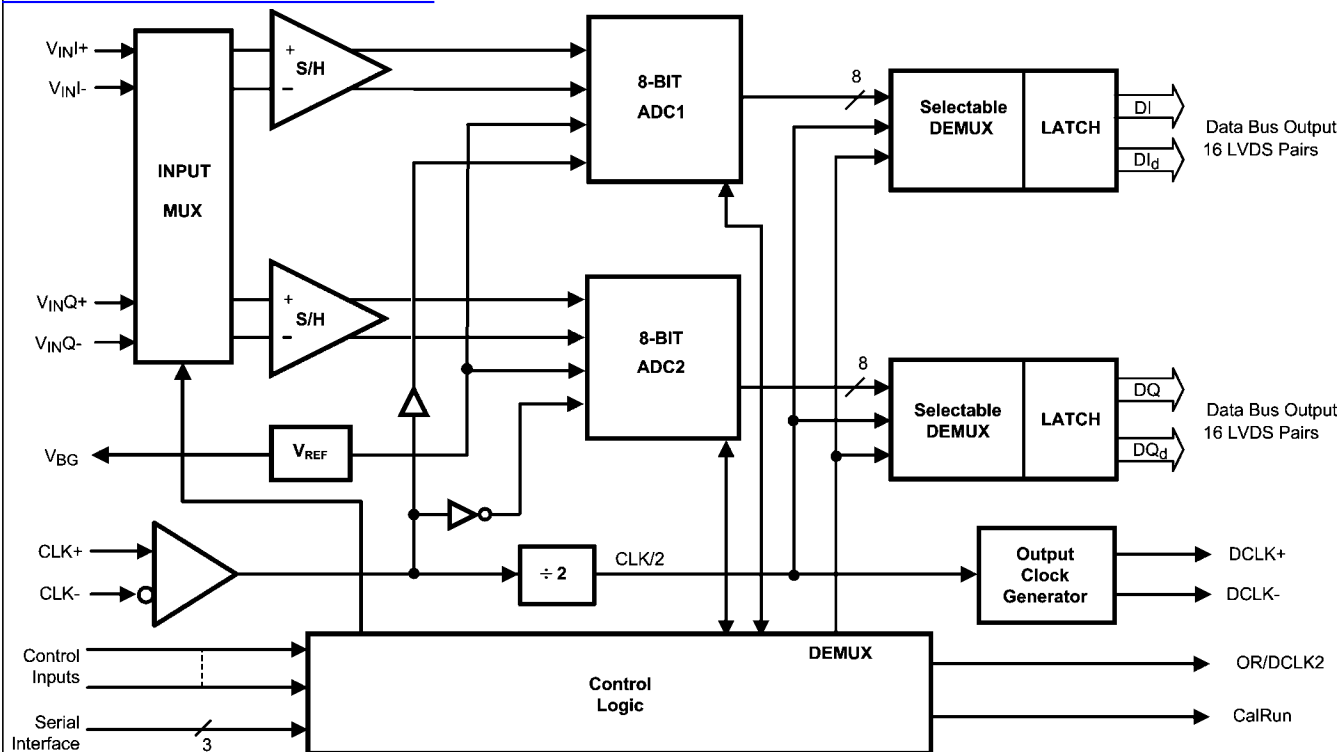 VINI+
VINI-
INPUT
MUX
+
S/H
−
8-BIT
ADC1
8
Selectable
DEMUX
LATCH
DI
DId
Data Bus Output
16 LVDS Pairs
VINQ+
VINQ-
+
S/H
−
8-BIT
ADC2
8
Selectable
DEMUX
LATCH
DQ
DQd
Data Bus Output
16 LVDS Pairs
VBG
VREF
CLK+
CLK-
÷ 2
CLK/2
Output
Clock
Generator
DCLK+
DCLK-
Control
Inputs
Serial
Interface
3
DEMUX
Control
Logic
OR/DCLK2
CalRun